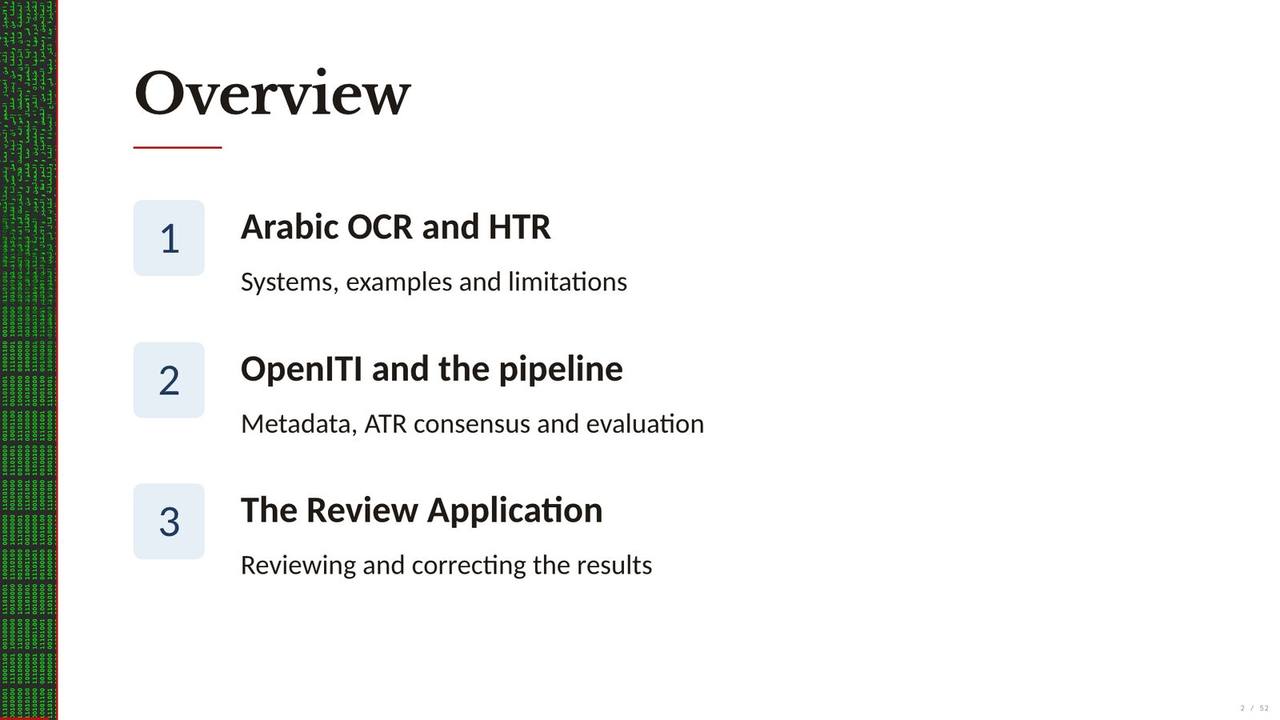 Overview
1
Arabic OCR and HTR
Systems, examples and limitations
2
OpenITI and the pipeline
Metadata, ATR consensus and evaluation
3
The Review Application
Reviewing and correcting the results
2 / 52